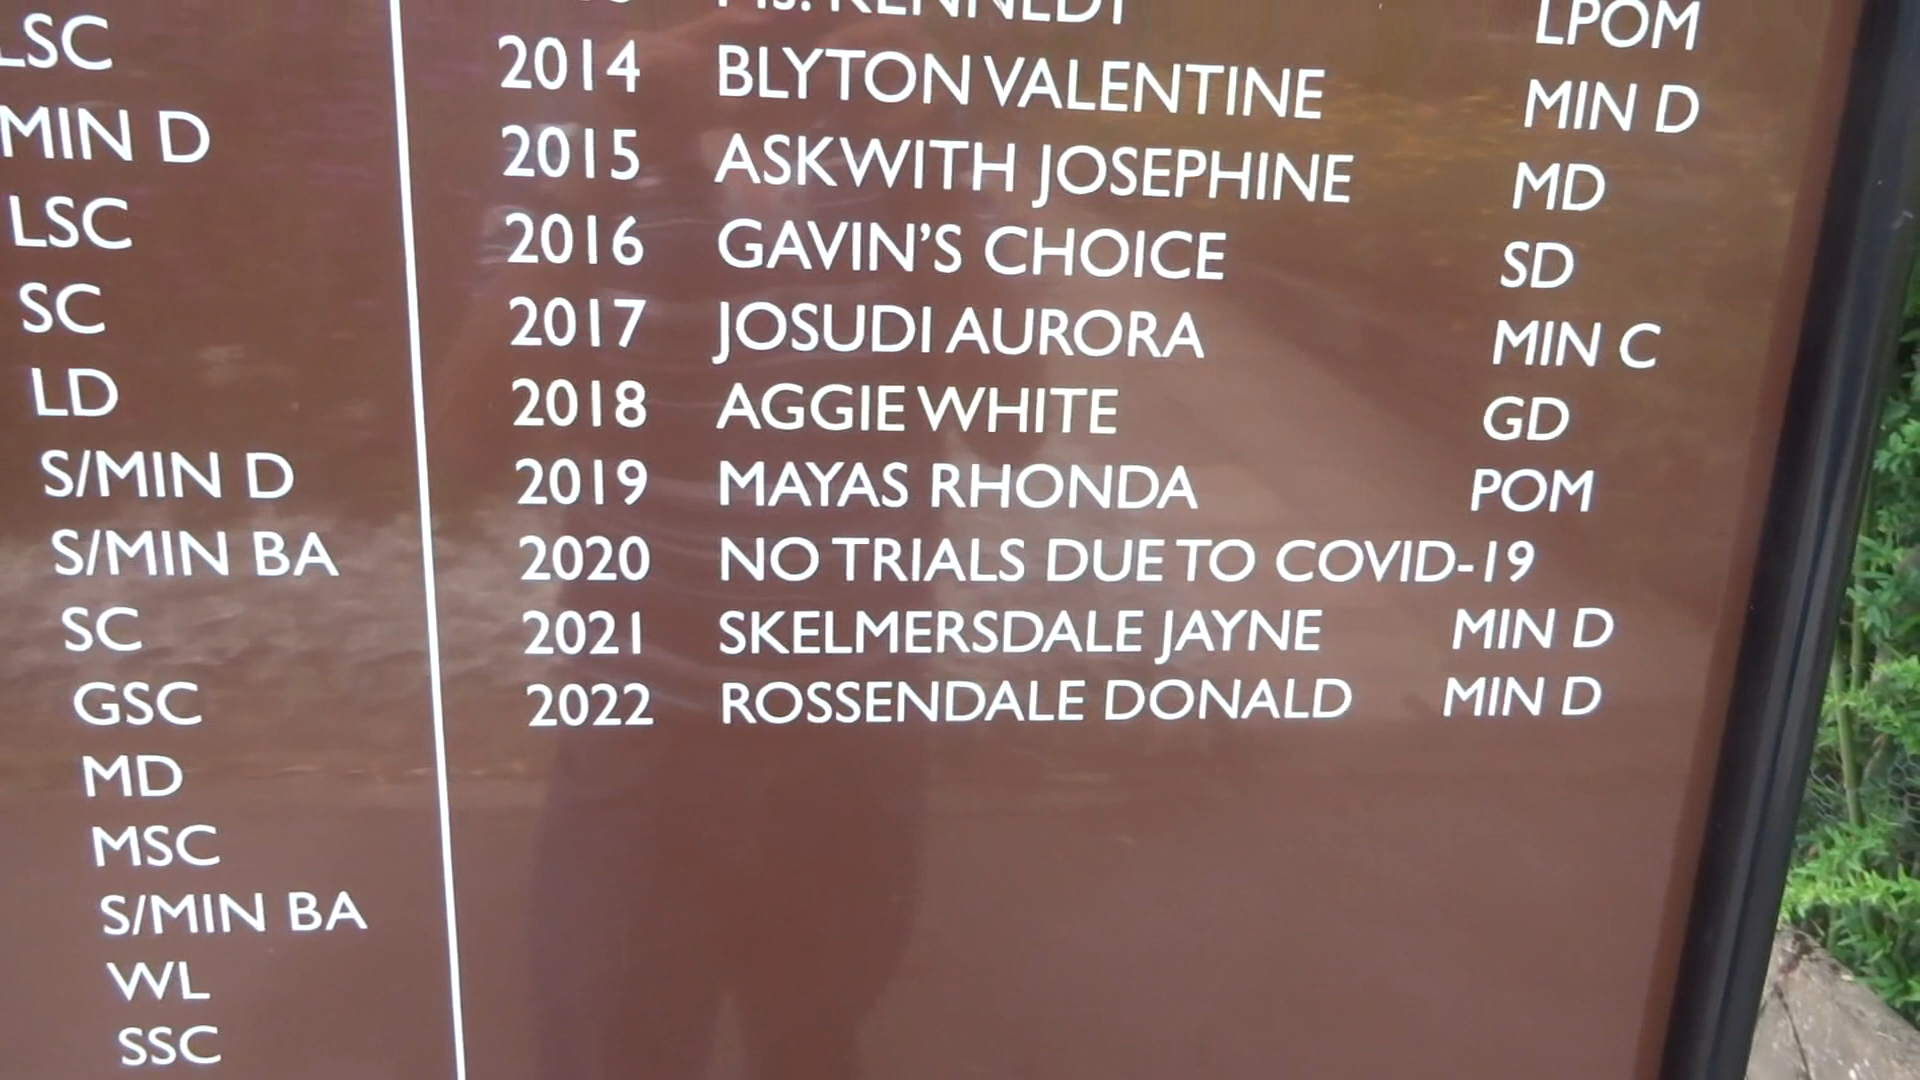 LSC
MIN D
LSC
SC
LD
S/MIN D
S/MIN BA
SC
GSC
MD
MSC
S/MIN BA
WL
SSC
KENNEDY LPOM
2014 BLYTON VALENTINE MIN D
2015 ASKWITH JOSEPHINE MD
2016 GAVIN'S CHOICE SD
2017 JOSUDI AURORA MIN C
2018 AGGIE WHITE GD
2019 MAYAS RHONDA POM
2020 NO TRIALS DUE TO COVID-19
2021 SKELMERSDALE JAYNE MIN D
2022 ROSSENDALE DONALD MIN D